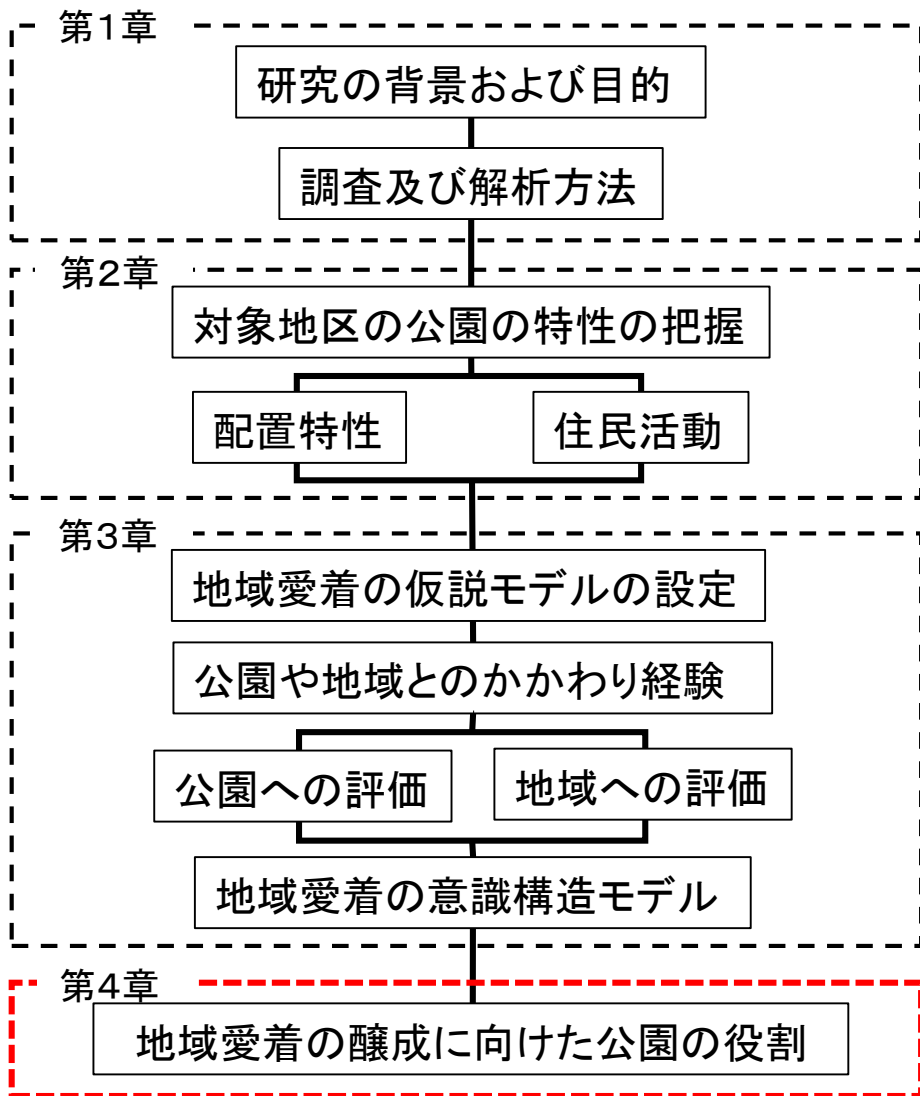 第1章
研究の背景および目的
調査及び解析方法
第2章
対象地区の公園の特性の把握
配置特性
住民活動
第3章
地域愛着の仮説モデルの設定
公園や地域とのかかわり経験
公園への評価
地域への評価
地域愛着の意識構造モデル
第4章
地域愛着の醸成に向けた公園の役割